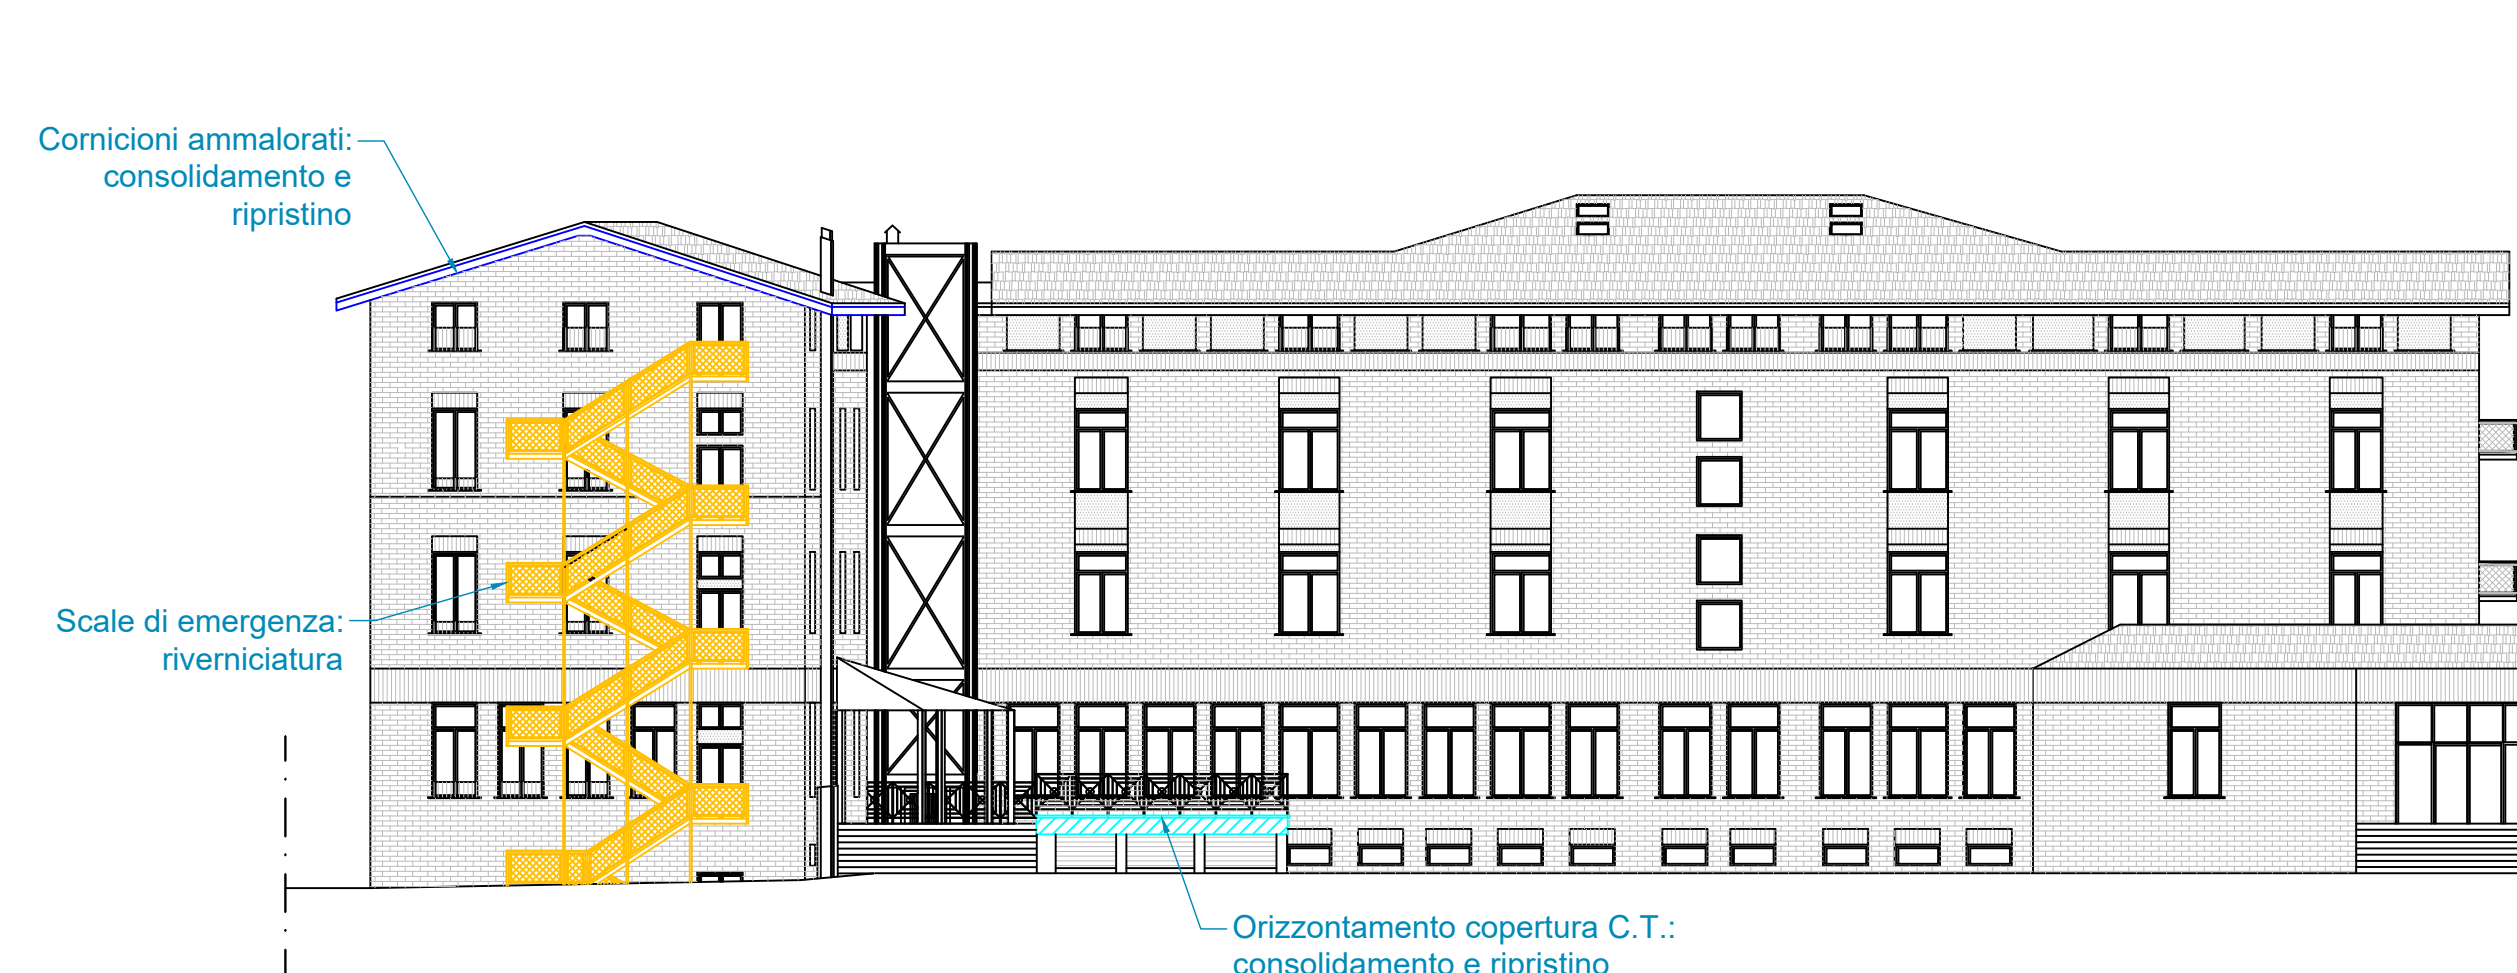 Cornicioni ammalorati:
consolidamento e
ripristino
Scale di emergenza:
riverniciatura
Orizzontamento copertura C.T.:
consolidamento e ripristino